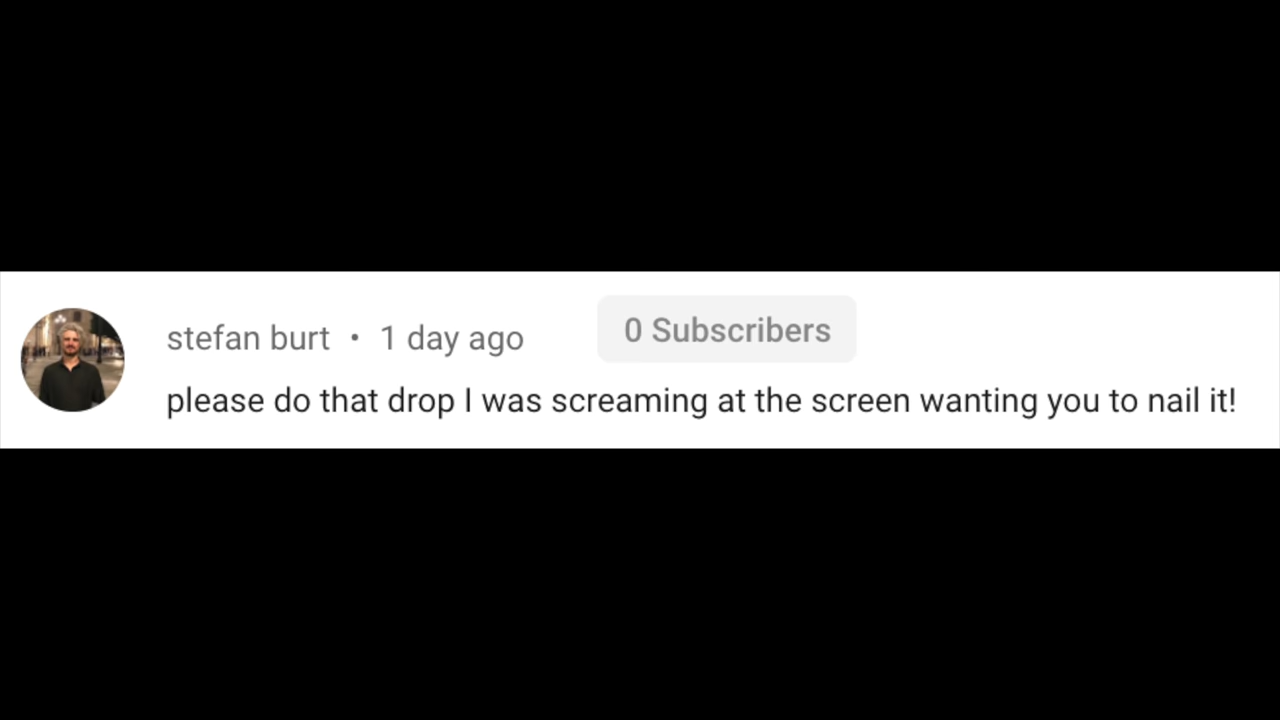 stefan burt • 1 day ago 0 Subscribers
please do that drop I was screaming at the screen wanting you to nail it!